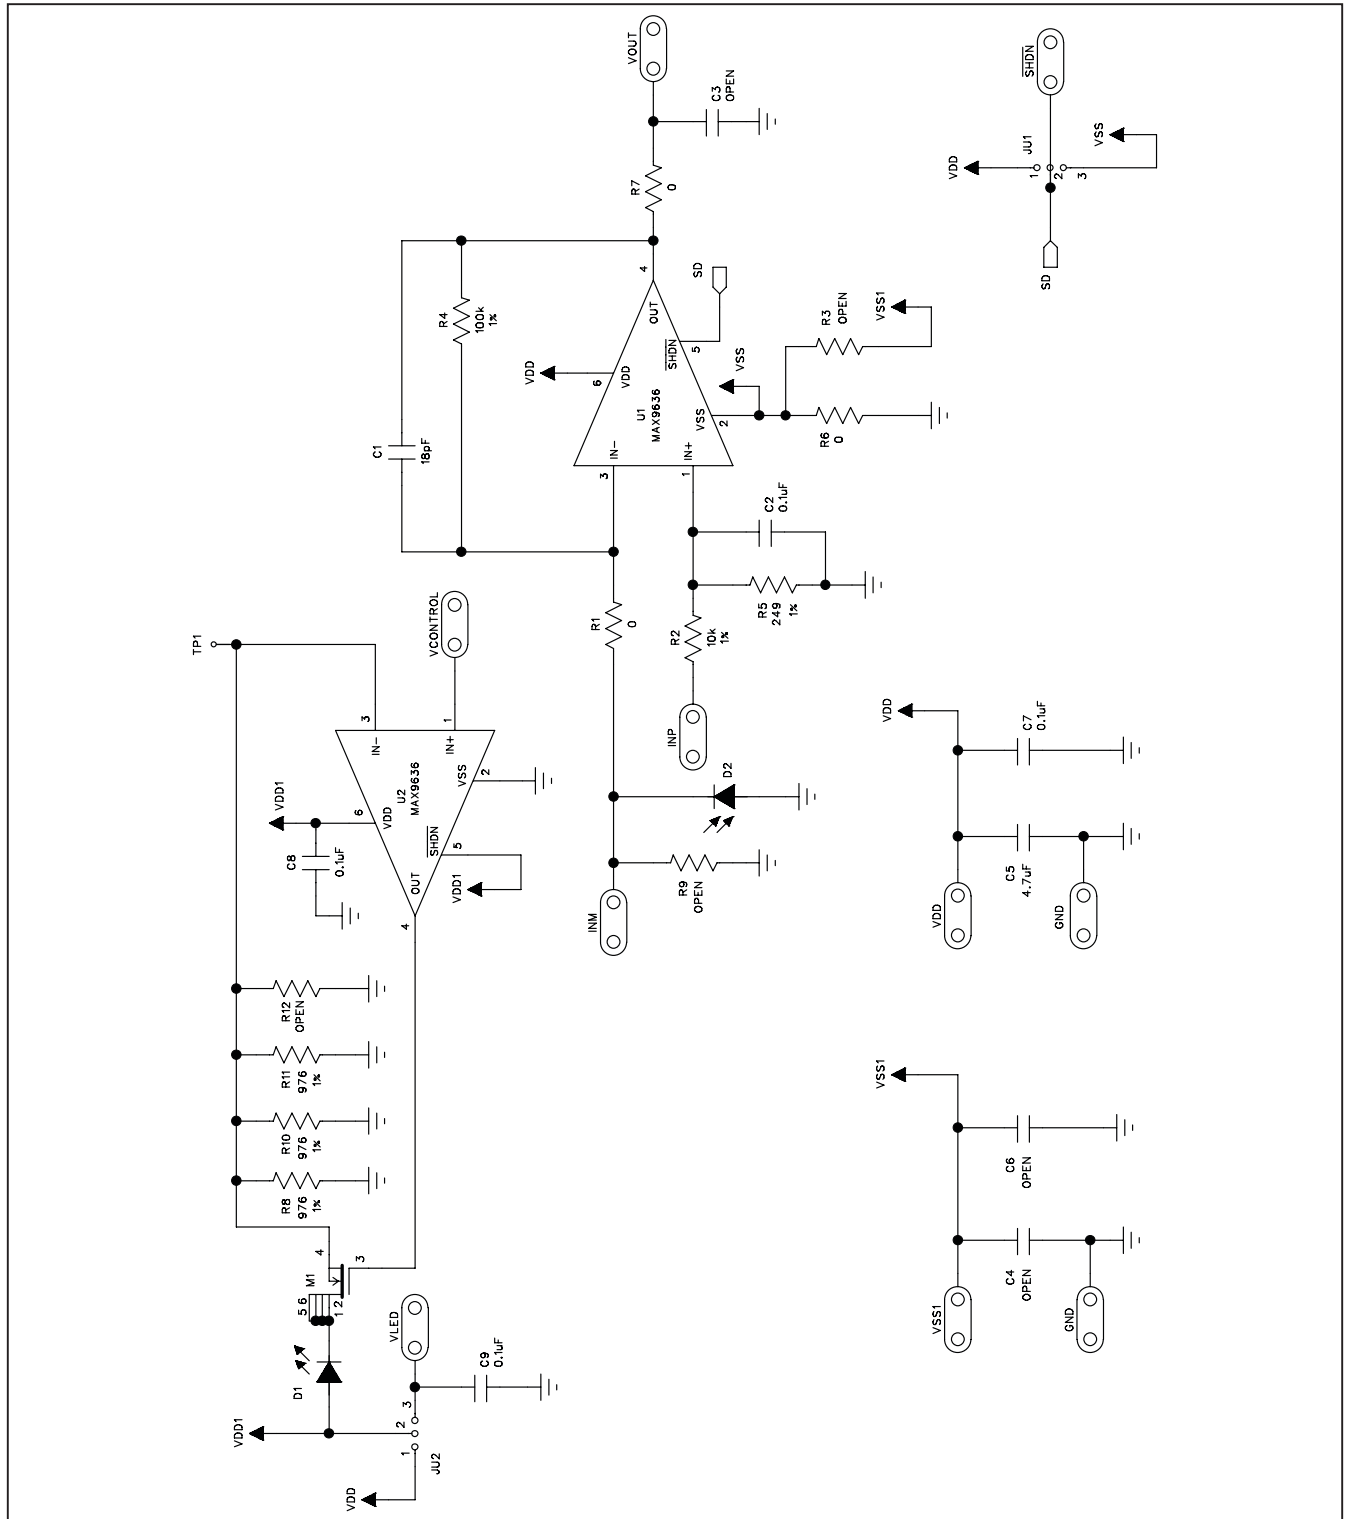 VOUT
C3
OPEN
R7
0
SHDN
JU1
VDD
1
2
3
VSS
SD
C1
18pF
R4
100k
1%
4
OUT
SD
SHDN
5
VDD
6
VDD
U1
MAX9636
VSS
VSS
2
R3
OPEN
VSS1
R6
0
IN-
3
IN+
1
C2
0.1uF
R5
249
1%
R1
0
R2
10k
1%
INP
D2
R9
OPEN
INM
TP1
VCONTROL
3
1
IN-
IN+
U2
MAX9636
VSS
2
VDD1
6
VDD
C8
0.1uF
SHDN
5
VDD1
OUT
4
R12
OPEN
R11
976
1%
R10
976
1%
R8
976
1%
4
M1
3
5
6
1
2
D1
VLED
C9
0.1uF
VDD1
3
2
1
JU2
VDD
VDD
C7
0.1uF
C5
4.7uF
VDD
GND
VSS1
C6
OPEN
C4
OPEN
VSS1
GND